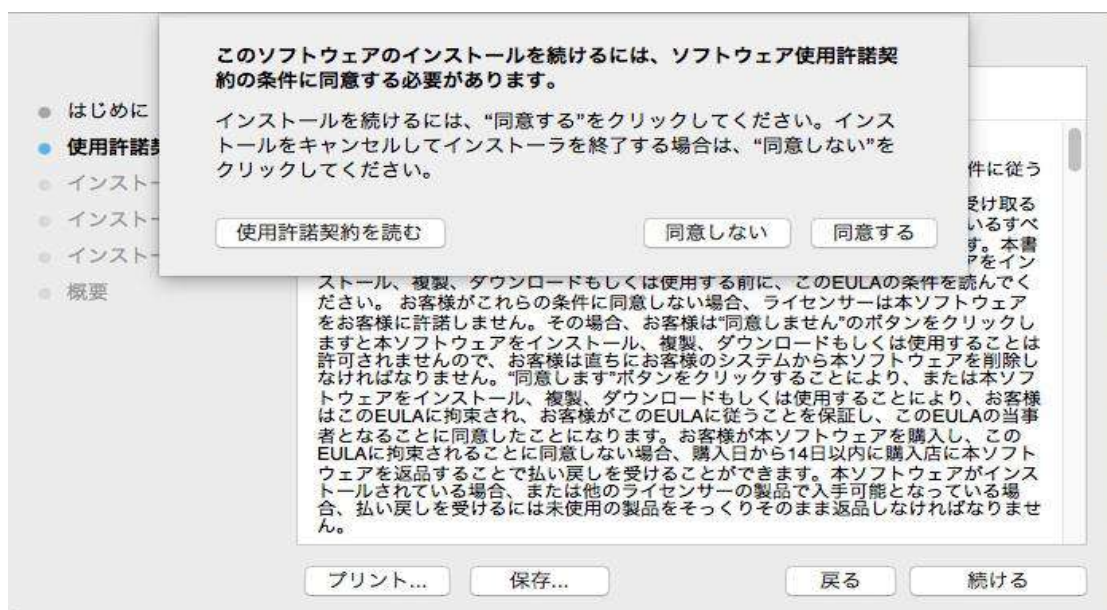 このソフトウェアのインストールを続けるには、ソフトウェア使用許諾契
約の条件に同意する必要があります。
インストールを続けるには、“同意する”をクリックしてください。インス
トールをキャンセルしてインストーラを終了する場合は、“同意しない”を
クリックしてください。
使用許諾契約を読む
同意しない
同意する
はじめに
使用許諾
インストー
インストー
インストー
概要
件に従う
受け取る
いるすべ
す。本書
アをイン
ストール、複製、ダウンロードもしくは使用する前に、このEULAの条件を読んでく
ださい。 お客様がこれらの条件に同意しない場合、ライセンサーは本ソフトウェア
をお客様に許諾しません。その場合、お客様は“同意しません”のボタンをクリックし
ますと本ソフトウェアをインストール、複製、ダウンロードもしくは使用することは
許可されませんので、お客様は直ちにお客様のシステムから本ソフトウェアを削除し
なければなりません。“同意します”ボタンをクリックすることにより、または本ソフ
トウェアをインストール、複製、ダウンロードもしくは使用することにより、お客様
はこのEULAに拘束され、お客様がこのEULAに従うことを保証し、このEULAの当事
者となることに同意したことになります。お客様が本ソフトウェアを購入し、この
EULAに拘束されることに同意しない場合、購入日から14日以内に購入店に本ソフト
ウェアを返品することで払い戻しを受けることができます。本ソフトウェアがインス
トールされている場合、または他のライセンサーの製品で入手可能となっている場
合、払い戻しを受けるには未使用の製品をそっくりそのまま返品しなければなりませ
ん。
プリント...
保存...
戻る
続ける